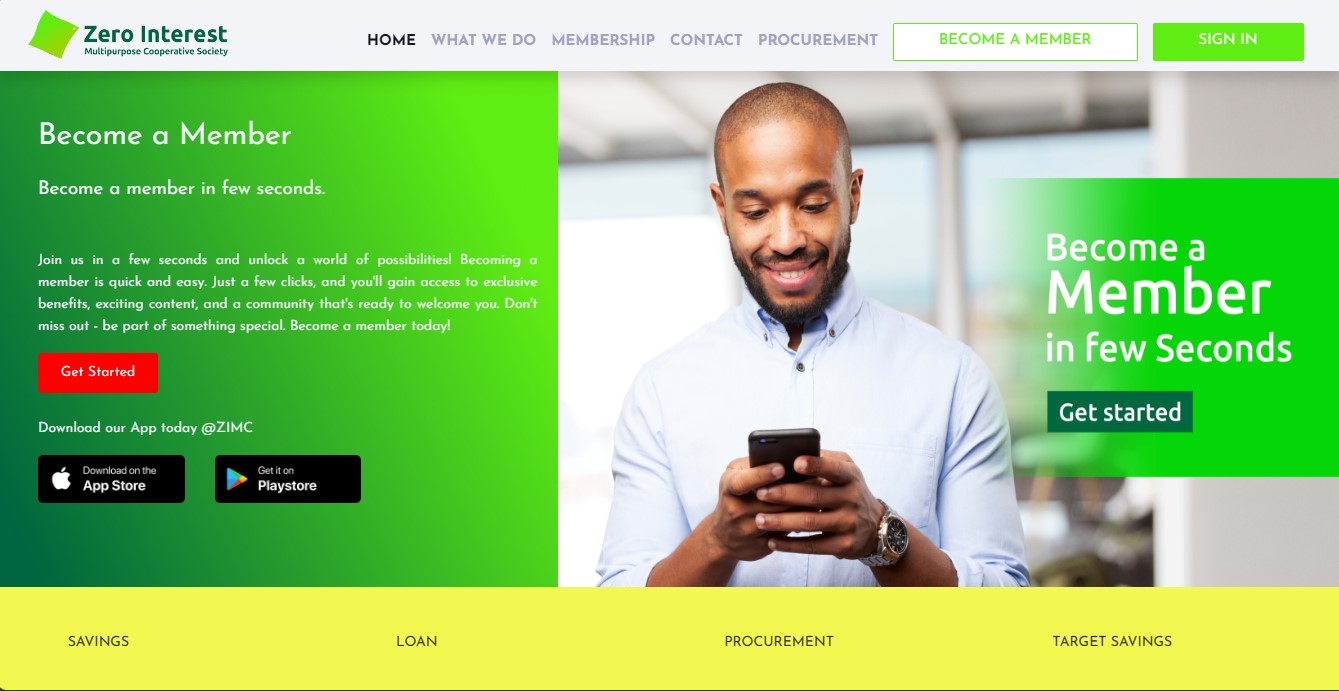 Zero Interest
Multipurpose Cooperative Society
HOME WHAT WE DO MEMBERSHIP CONTACT PROCUREMENT BECOME A MEMBER SIGN IN
Become a Member
Become a member in few seconds.
Join us in a few seconds and unlock a world of possibilities! Becoming a
member is quick and easy. Just a few clicks, and you'll gain access to exclusive
benefits, exciting content, and a community that's ready to welcome you. Don't
miss out - be part of something special. Become a member today!
Get Started
Download our App today @ZIMC
Download on the
App Store
Get it on
Playstore
Become a
Member
in few Seconds
Get started
SAVINGS LOAN PROCUREMENT TARGET SAVINGS